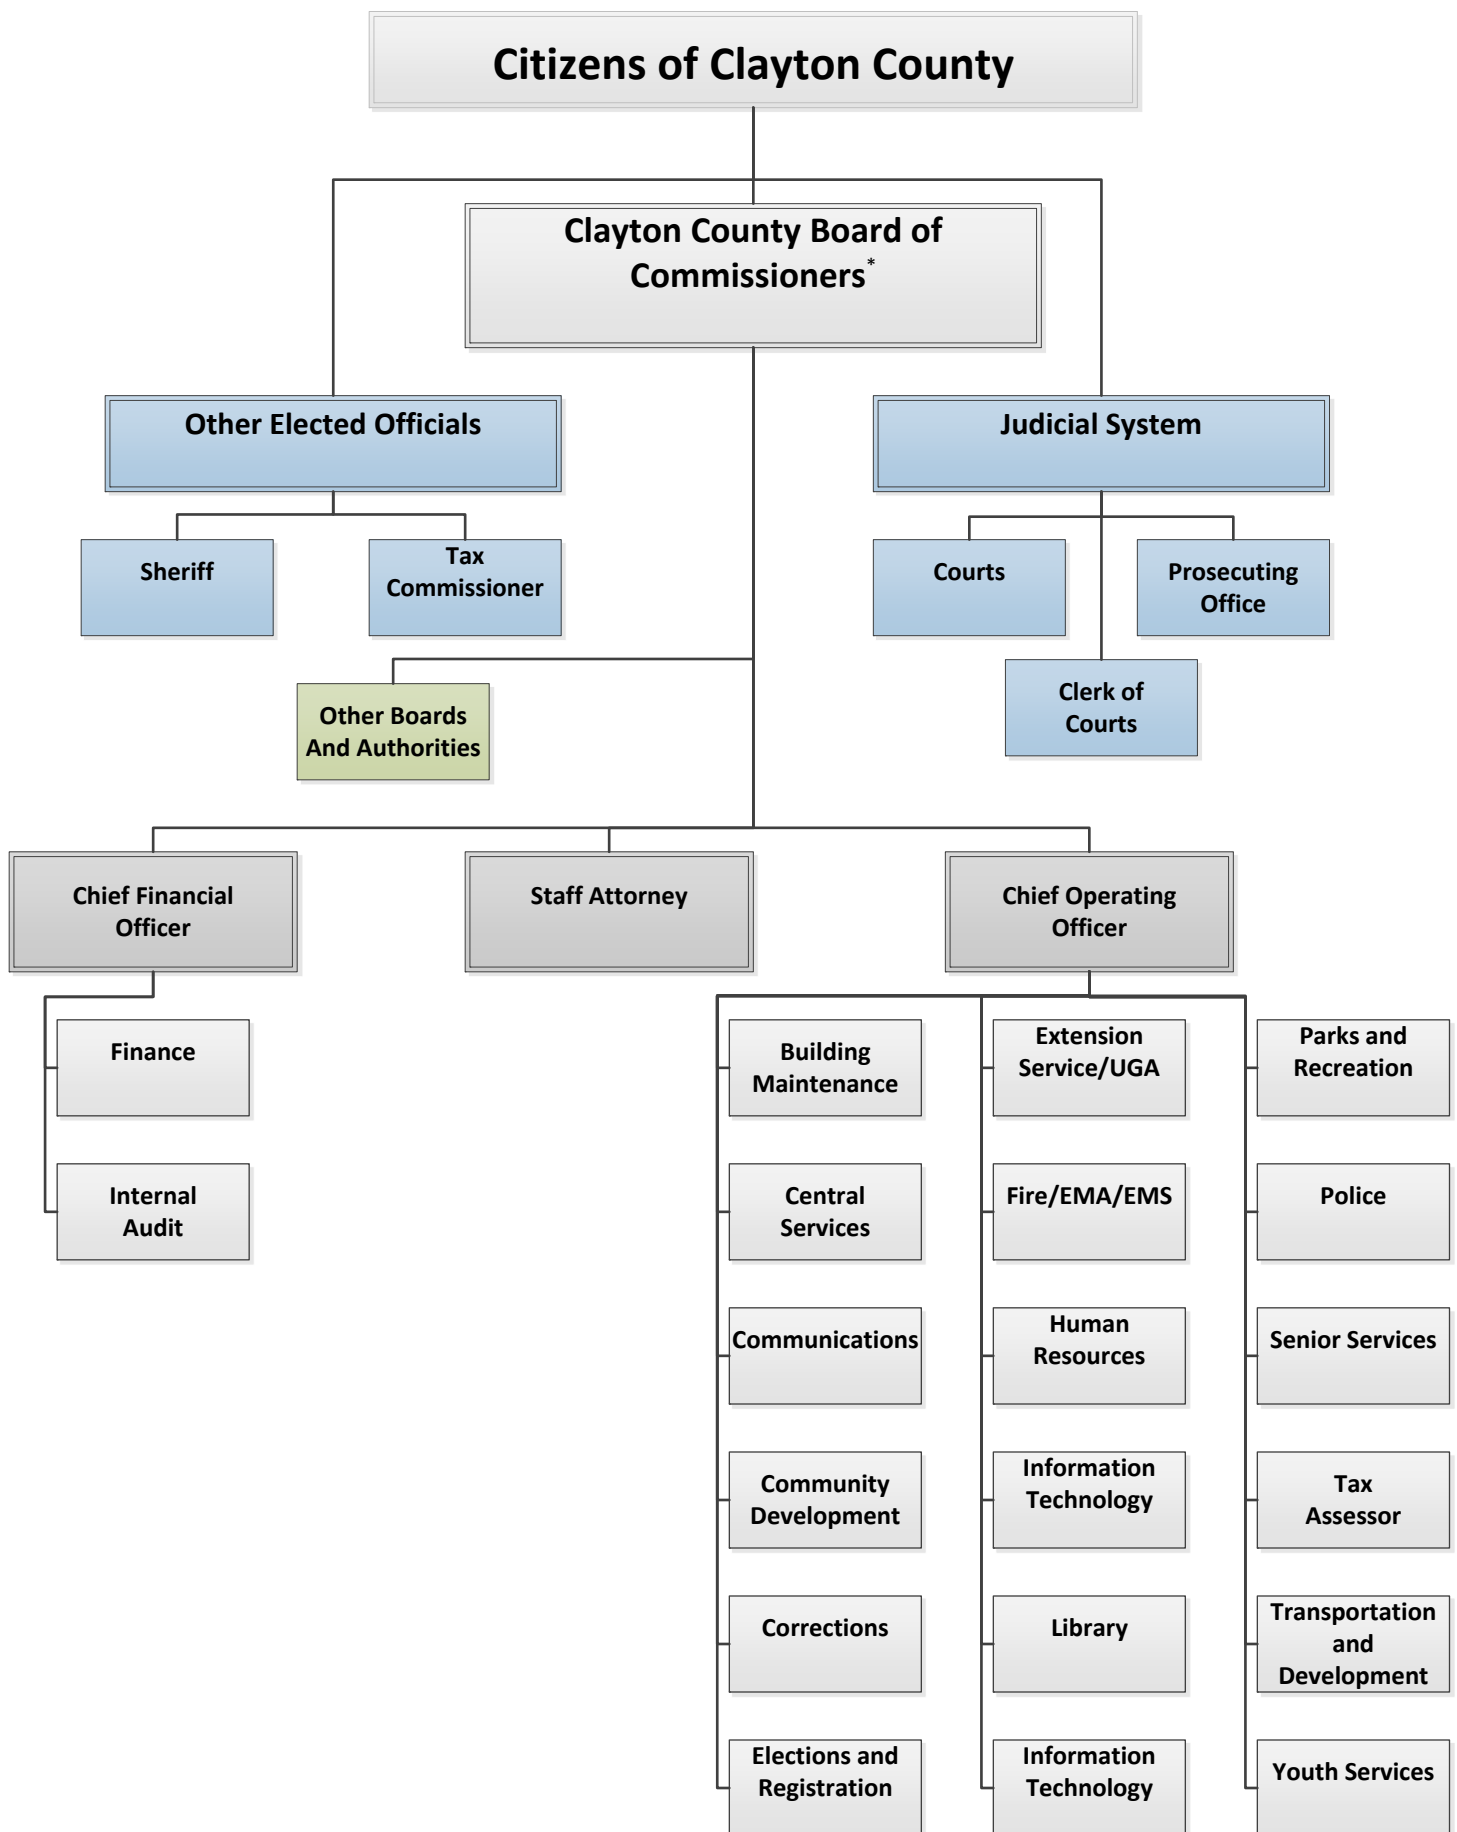 Citizens of Clayton County
Clayton County Board of
Commissioners*
Other Elected Officials
Judicial System
Sheriff
Tax
Commissioner
Courts
Prosecuting
Office
Clerk of
Courts
Other Boards
And Authorities
Chief Financial
Officer
Staff Attorney
Chief Operating
Officer
Finance
Internal
Audit
Building
Maintenance
Central
Services
Communications
Community
Development
Corrections
Elections and
Registration
Extension
Service/UGA
Fire/EMA/EMS
Human
Resources
Information
Technology
Library
Information
Technology
Parks and
Recreation
Police
Senior Services
Tax
Assessor
Transportation
and
Development
Youth Services